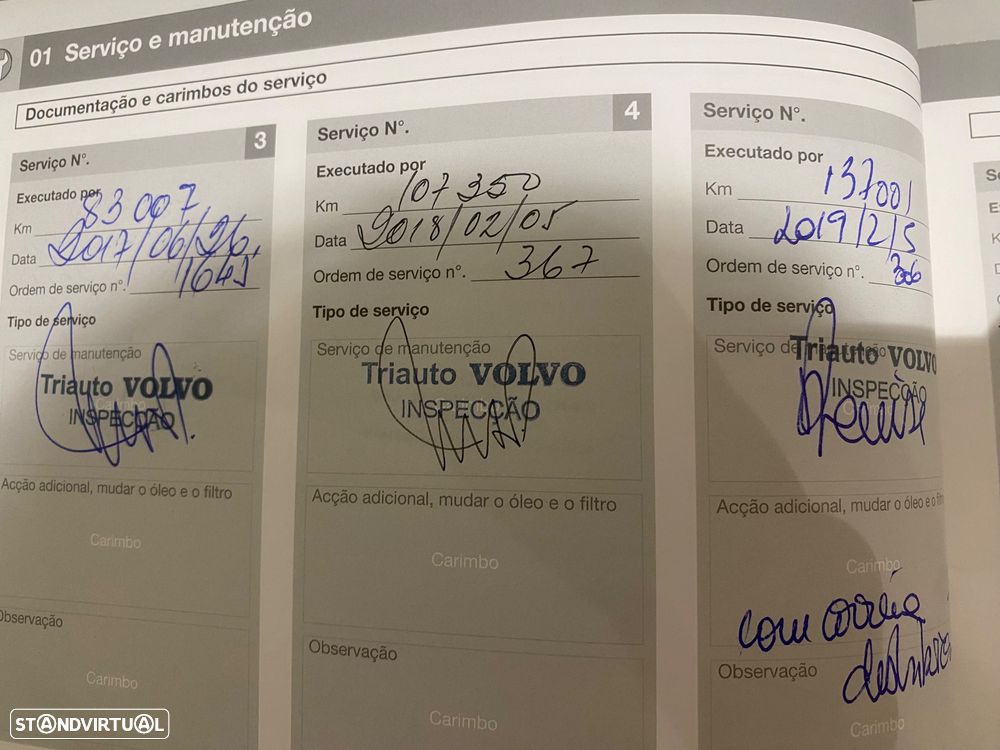 01 Serviço e manutenção
Documentação e carimbos do serviço
Serviço N°. 3
Executado por
Km 83 007
Data 2017/06/26
Ordem de serviço n°. 1645
Tipo de serviço
Serviço de manutenção
Triauto VOLVO
INSPECÇÃO
Acção adicional, mudar o óleo e o filtro
Carimbo
Observação
Carimbo
Serviço N°. 4
Executado por
Km 107 350
Data 2018/02/05
Ordem de serviço n°. 367
Tipo de serviço
Serviço de manutenção
Triauto VOLVO
INSPECÇÃO
Acção adicional, mudar o óleo e o filtro
Carimbo
Observação
Carimbo
Serviço N°.
Executado por
Km 137001
Data 2019/2/5
Ordem de serviço n°.
Tipo de serviço
Serviço de manutenção
Triauto VOLVO
INSPECÇÃO
Acção adicional, mudar o óleo e o
Carimbo
com correia
Observação
Carimbo
STANDVIRTUAL